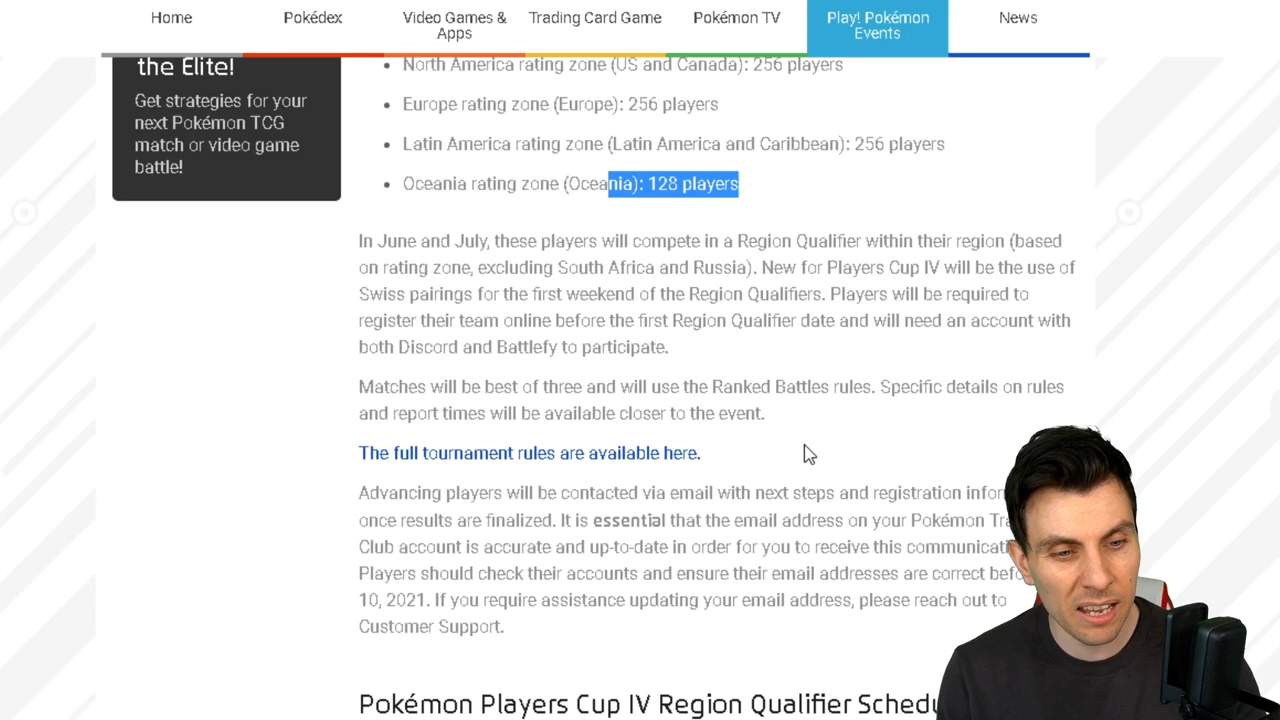 Home
Pokédex
Video Games &
Apps
Trading Card Game
Pokémon TV
Play! Pokémon
Events
News
the Elite!
Get strategies for your
next Pokémon TCG
match or video game
battle!
• North America rating zone (US and Canada): 256 players
• Europe rating zone (Europe): 256 players
• Latin America rating zone (Latin America and Caribbean): 256 players
• Oceania rating zone (Oceania): 128 players
In June and July, these players will compete in a Region Qualifier within their region (based
on rating zone, excluding South Africa and Russia). New for Players Cup IV will be the use of
Swiss pairings for the first weekend of the Region Qualifiers. Players will be required to
register their team online before the first Region Qualifier date and will need an account with
both Discord and Battlefy to participate.
Matches will be best of three and will use the Ranked Battles rules. Specific details on rules
and report times will be available closer to the event.
The full tournament rules are available here.
Advancing players will be contacted via email with next steps and registration
once results are finalized. It is essential that the email address on your Pokémon
Club account is accurate and up-to-date in order for you to receive this
Players should check their accounts and ensure their email addresses are correct
10, 2021. If you require assistance updating your email address, please reach out to
Customer Support.
Pokémon Players Cup IV Region Qualifier